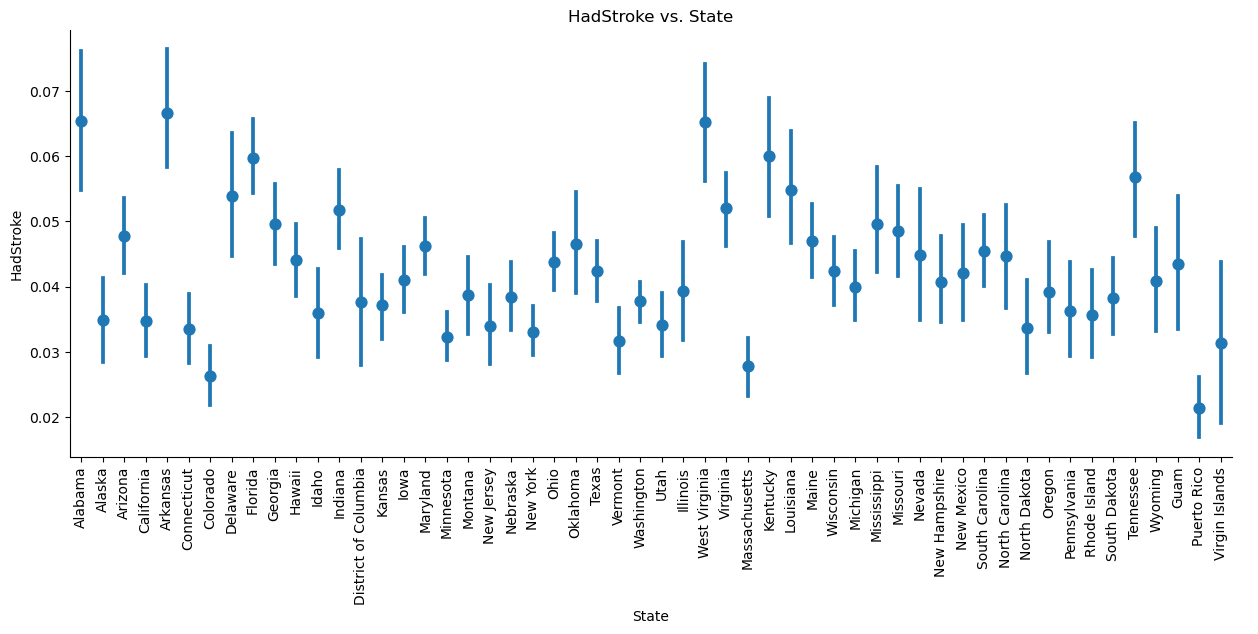 HadStroke vs. State
HadStroke
0.07
0.06
0.05
0.04
0.03
0.02
Alabama
Alaska
Arizona
California
Arkansas
Connecticut
Colorado
Delaware
Florida
Georgia
Hawaii
Idaho
Indiana
District of Columbia
Kansas
Iowa
Maryland
Minnesota
Montana
New Jersey
Nebraska
New York
Ohio
Oklahoma
Texas
Vermont
Washington
Utah
Illinois
West Virginia
Virginia
Massachusetts
Kentucky
Louisiana
Maine
Wisconsin
Michigan
Mississippi
Missouri
Nevada
New Hampshire
New Mexico
South Carolina
North Carolina
North Dakota
Oregon
Pennsylvania
Rhode Island
South Dakota
Tennessee
Wyoming
Guam
Puerto Rico
Virgin Islands
State